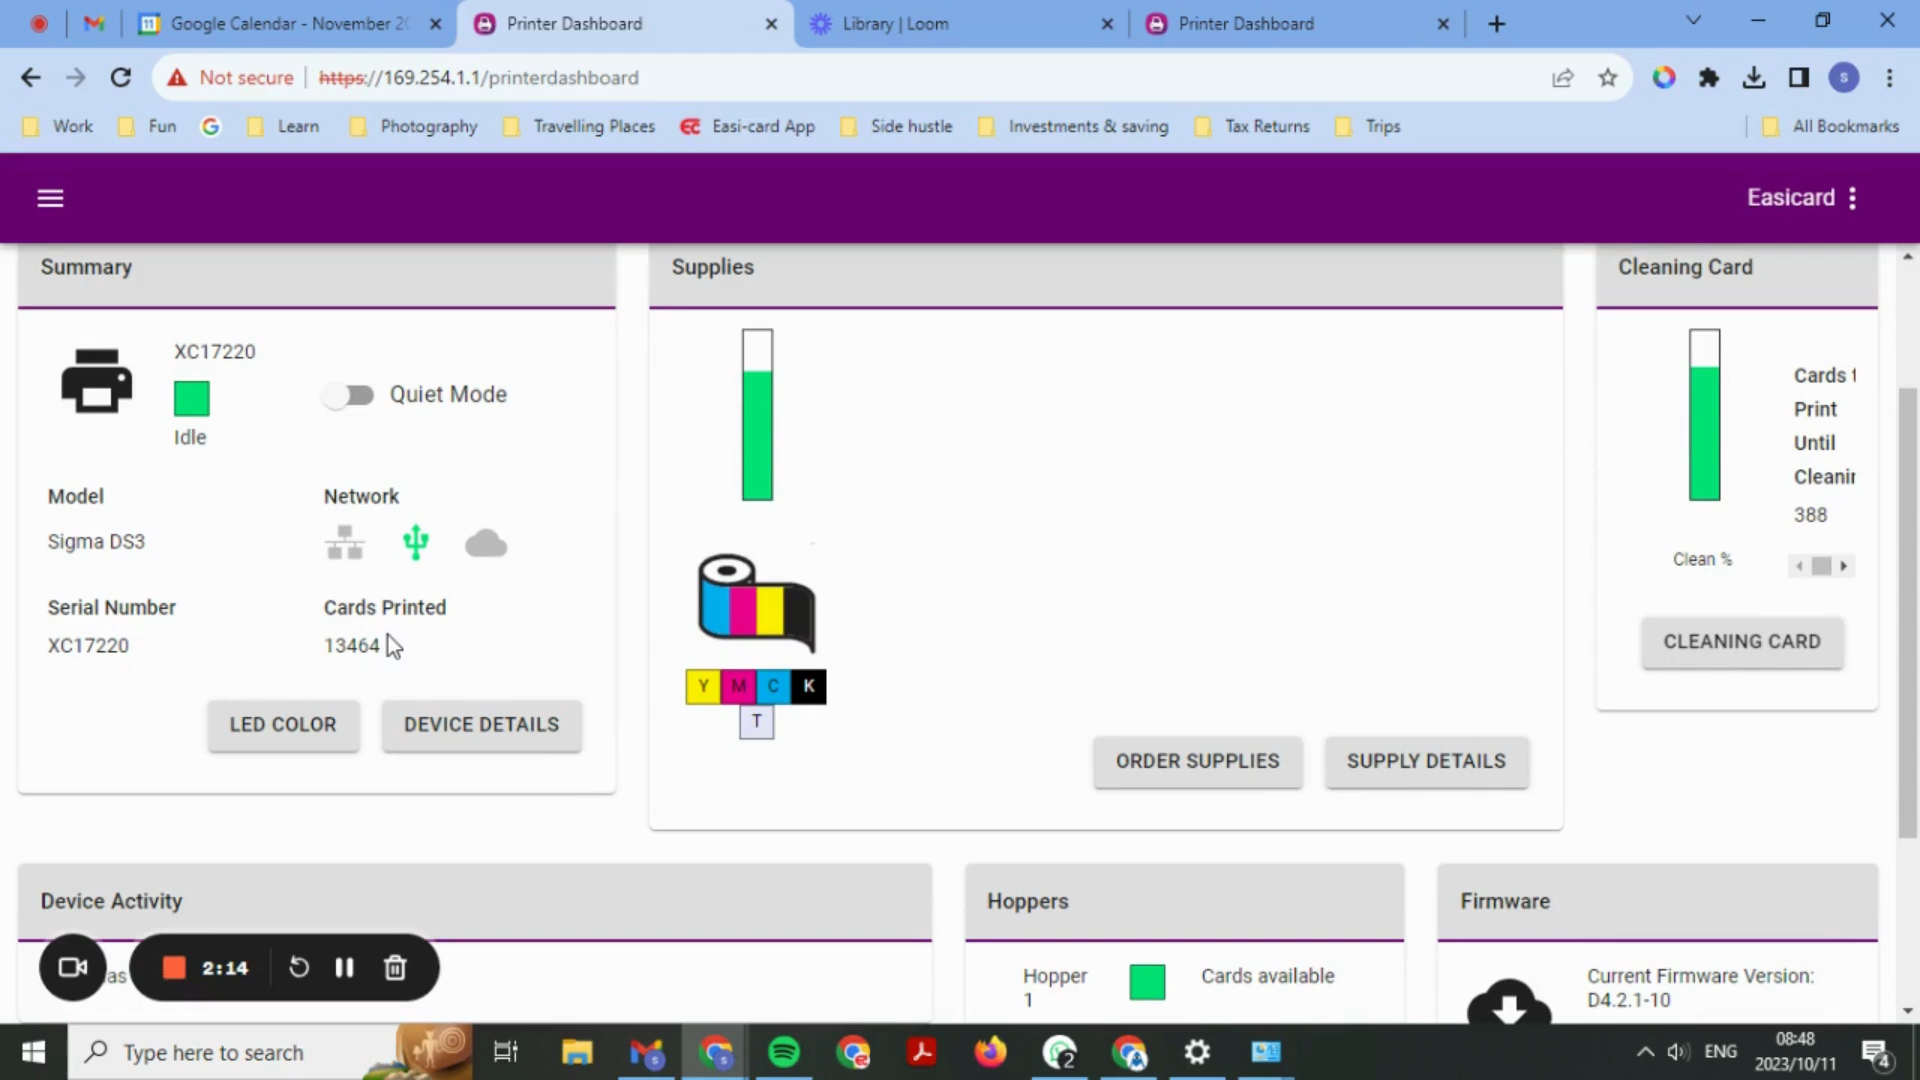 Google Calendar - November 20
Printer Dashboard
Library | Loom
Printer Dashboard
Not secure
https://169.254.1.1/printerdashboard
S
Work
Fun
Learn
Photography
Travelling Places
EC Easi-card App
Side hustle
Investments & saving
Tax Returns
Trips
All Bookmarks
Easicard
Summary
XC17220
Idle
Quiet Mode
Model
Sigma DS3
Network
Serial Number
XC17220
Cards Printed
13464
LED COLOR
DEVICE DETAILS
Supplies
Y M C K
T
ORDER SUPPLIES
SUPPLY DETAILS
Cleaning Card
Clean %
Cards t
Print
Until
Cleanin
388
CLEANING CARD
Device Activity
as
2:14
Hoppers
Hopper
1
Cards available
Firmware
Current Firmware Version:
D4.2.1-10
Type here to search
2
ENG
08:48
2023/10/11
4